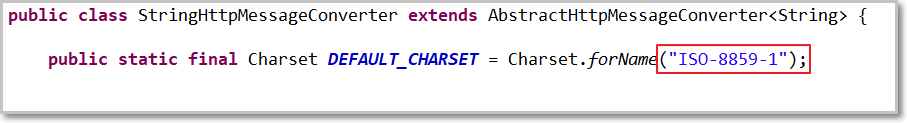 public class StringHttpMessageConverter extends AbstractHttpMessageConverter<String> {
public static final Charset DEFAULT_CHARSET = Charset.forName("ISO-8859-1");